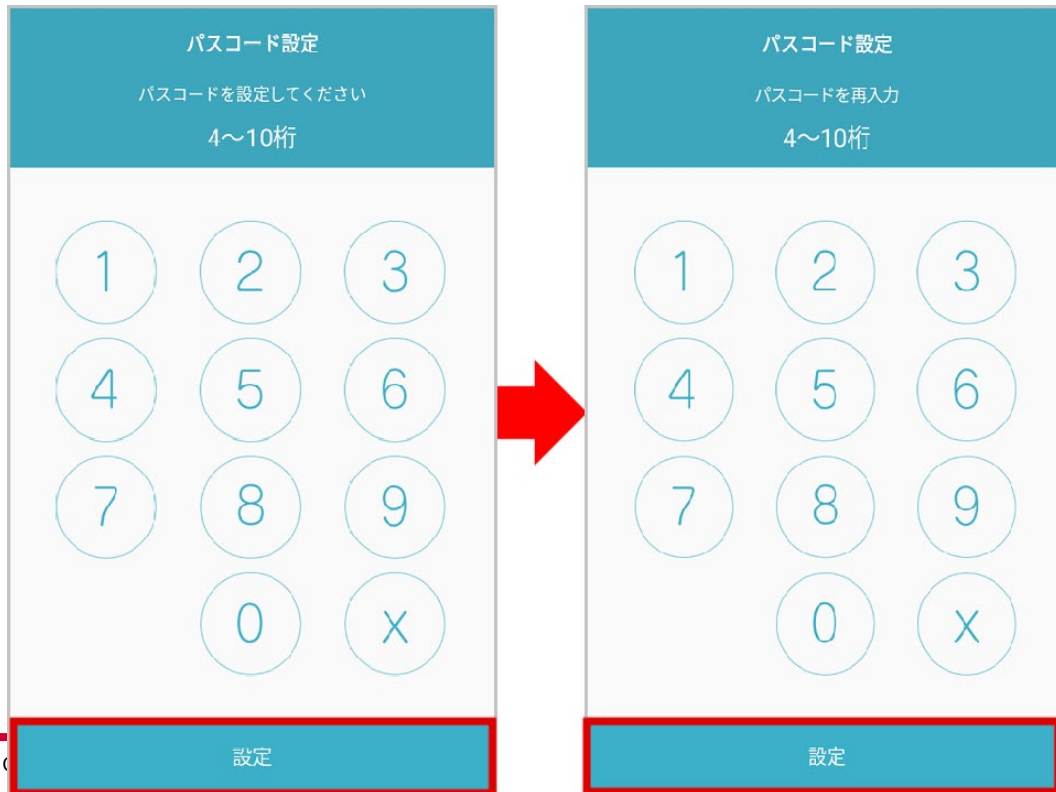 パスコード設定
パスコードを設定してください
4～10桁
1 2 3
4 5 6
7 8 9
0 X
設定
パスコード設定
パスコードを再入力
4～10桁
1 2 3
4 5 6
7 8 9
0 X
設定